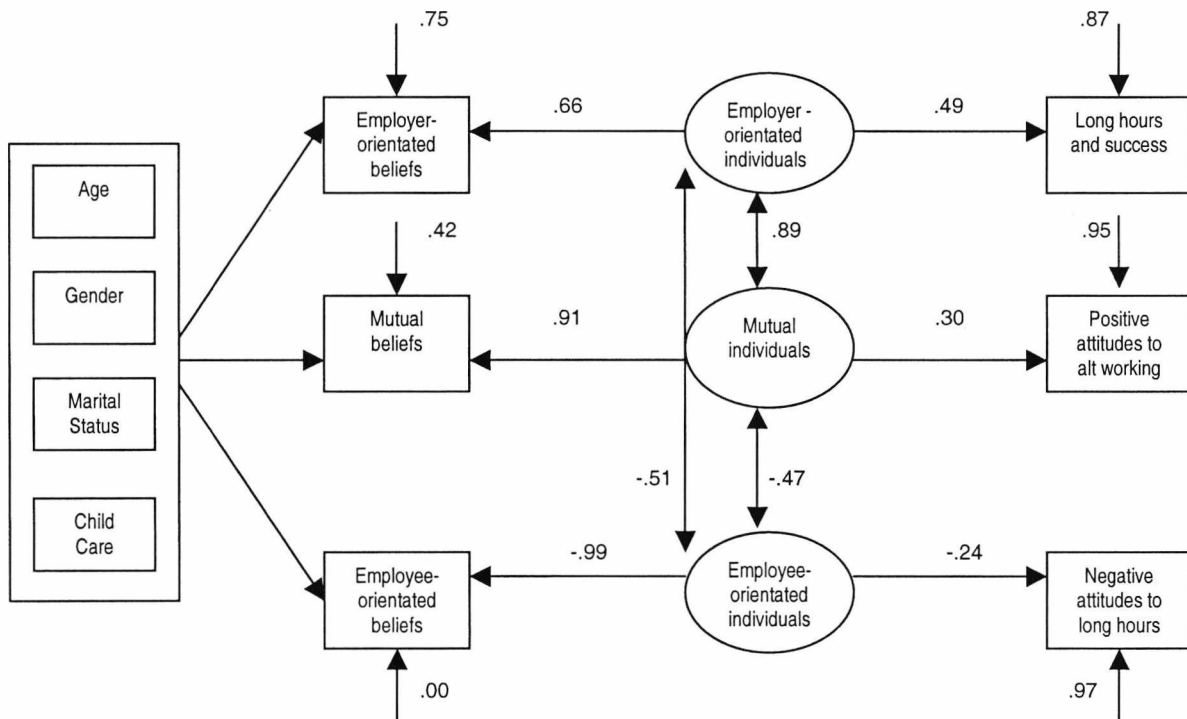 .75
.87
Employer-
orientated
beliefs
.66
Employer -
orientated
individuals
.49
Long hours
and success
Age
Gender
Marital
Status
Child
Care
.42
.89
.95
Mutual
beliefs
.91
Mutual
individuals
.30
Positive
attitudes to
alt working
-.51
-.47
Employee-
orientated
beliefs
-.99
Employee-
orientated
individuals
-.24
Negative
attitudes to
long hours
.00
.97